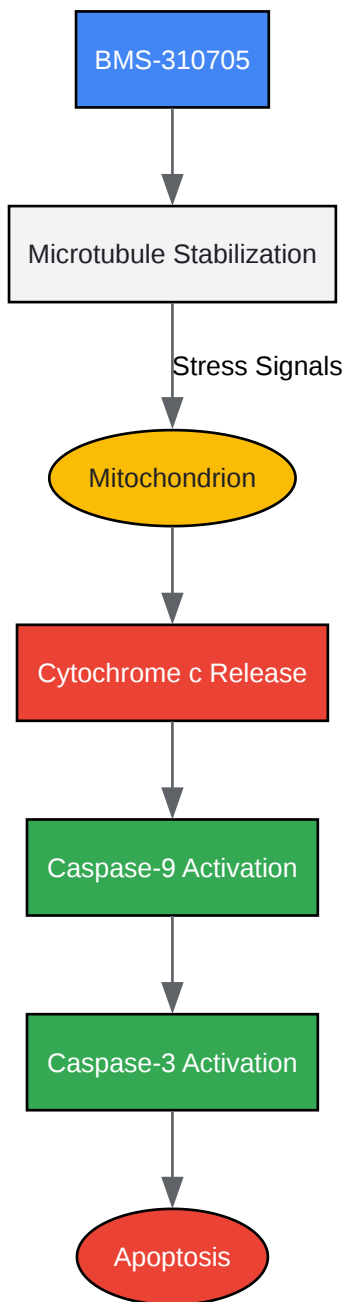 BMS-310705
Microtubule Stabilization
Stress Signals
Mitochondrion
Cytochrome c Release
Caspase-9 Activation
Caspase-3 Activation
Apoptosis